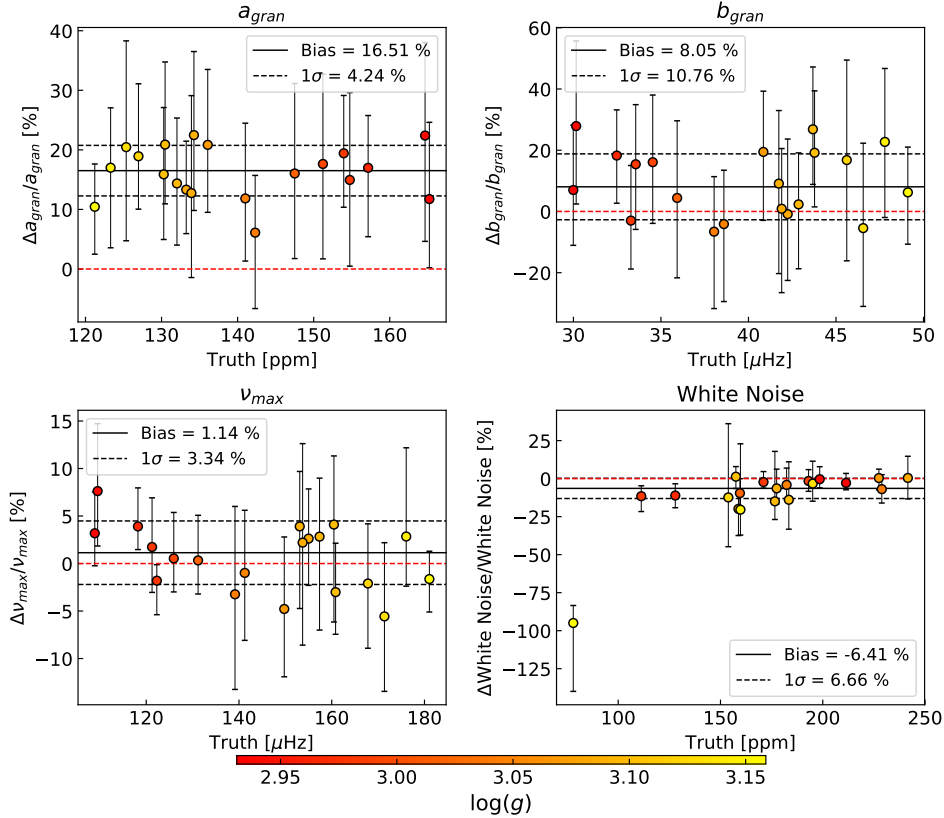 a_gran
b_gran
40
30
20
10
0
Δa_gran/a_gran [%]
Bias = 16.51 %
1σ = 4.24 %
120
130
140
150
160
Truth [ppm]
60
40
20
0
−20
Δb_gran/b_gran [%]
Bias = 8.05 %
1σ = 10.76 %
30
35
40
45
50
Truth [μHz]
ν_max
White Noise
15
10
5
0
−5
−10
Δν_max/ν_max [%]
Bias = 1.14 %
1σ = 3.34 %
120
140
160
180
Truth [μHz]
25
0
−25
−50
−75
−100
−125
ΔWhite Noise/White Noise [%]
Bias = -6.41 %
1σ = 6.66 %
100
150
200
250
Truth [ppm]
2.95
3.00
3.05
3.10
3.15
log(g)